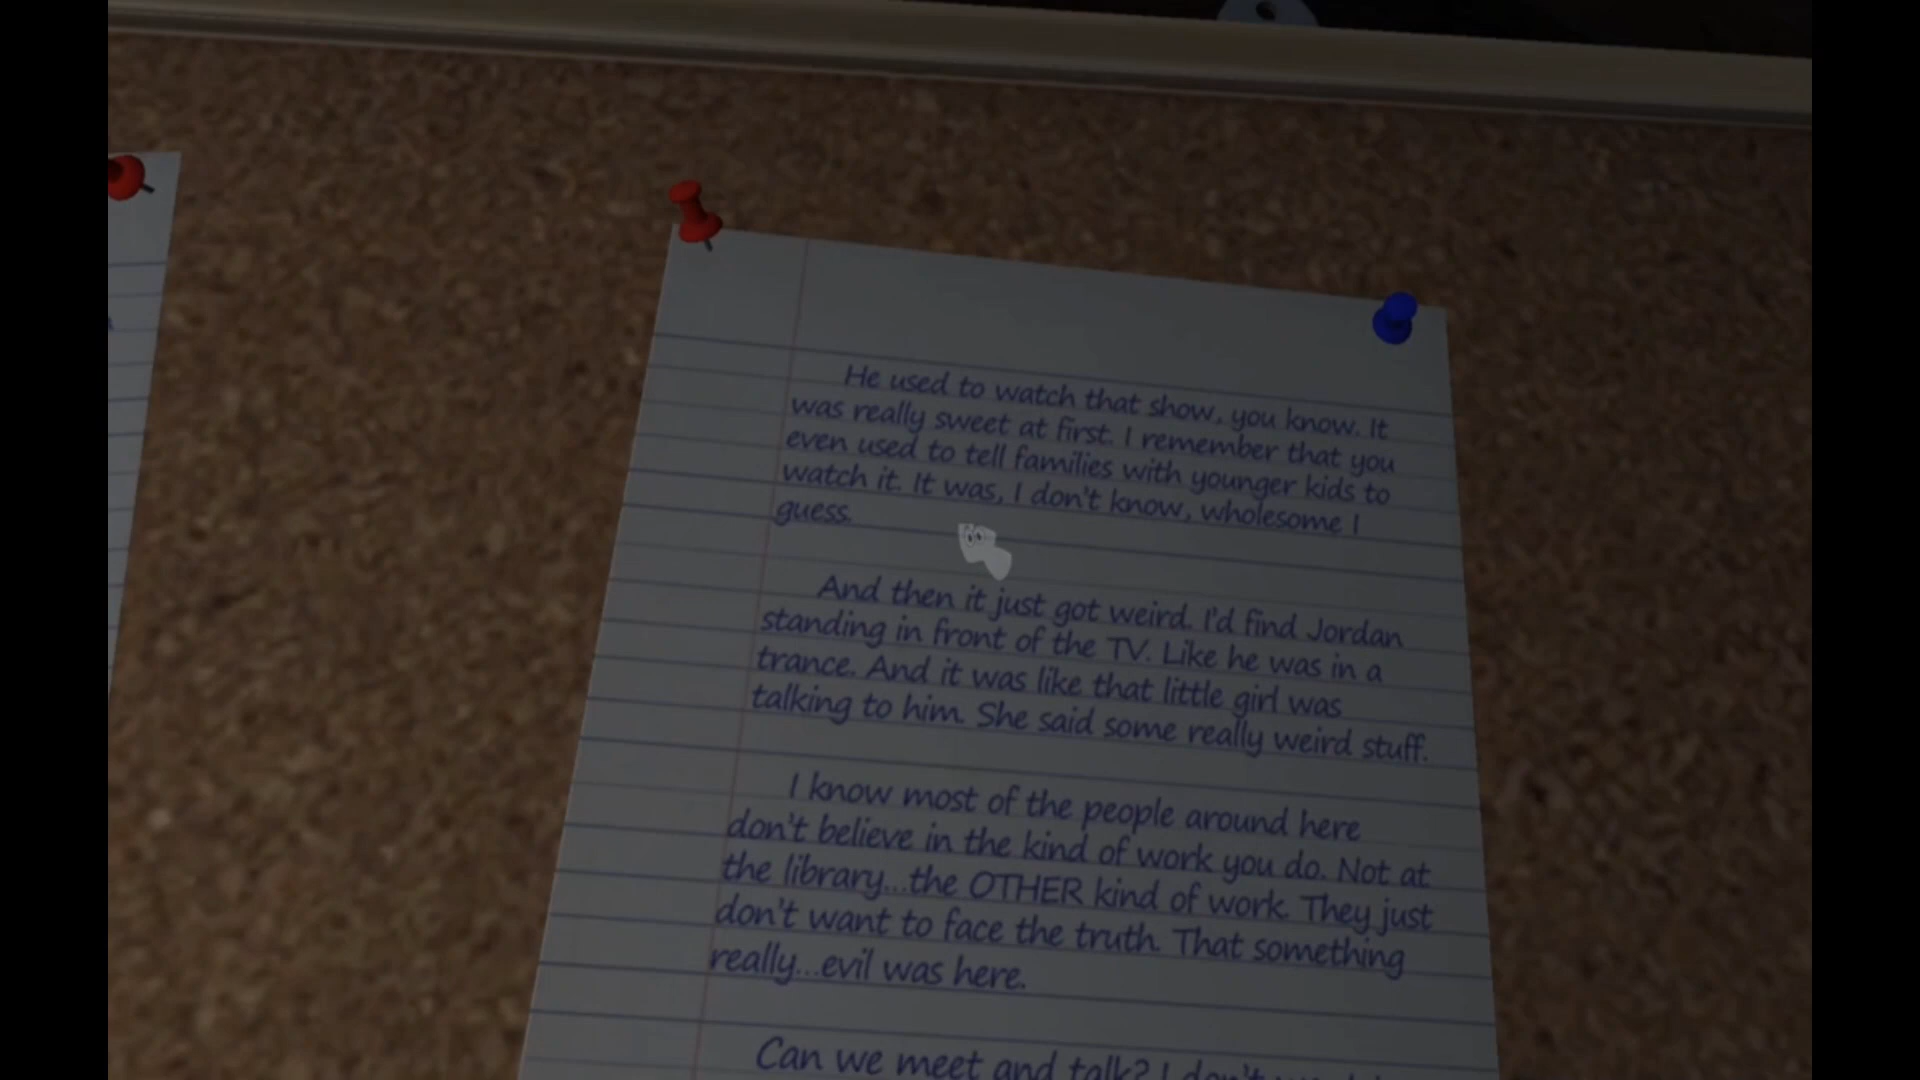 He used to watch that show, you know. It
was really sweet at first. I remember that you
even used to tell families with younger kids to
watch it. It was, I don't know, wholesome I
guess.
And then it just got weird. I'd find Jordan
standing in front of the TV. Like he was in a
trance. And it was like that little girl was
talking to him. She said some really weird stuff.
I know most of the people around here
don't believe in the kind of work you do. Not at
the library...the OTHER kind of work. They just
don't want to face the truth. That something
really...evil was here.
Can we meet and talk? I don't